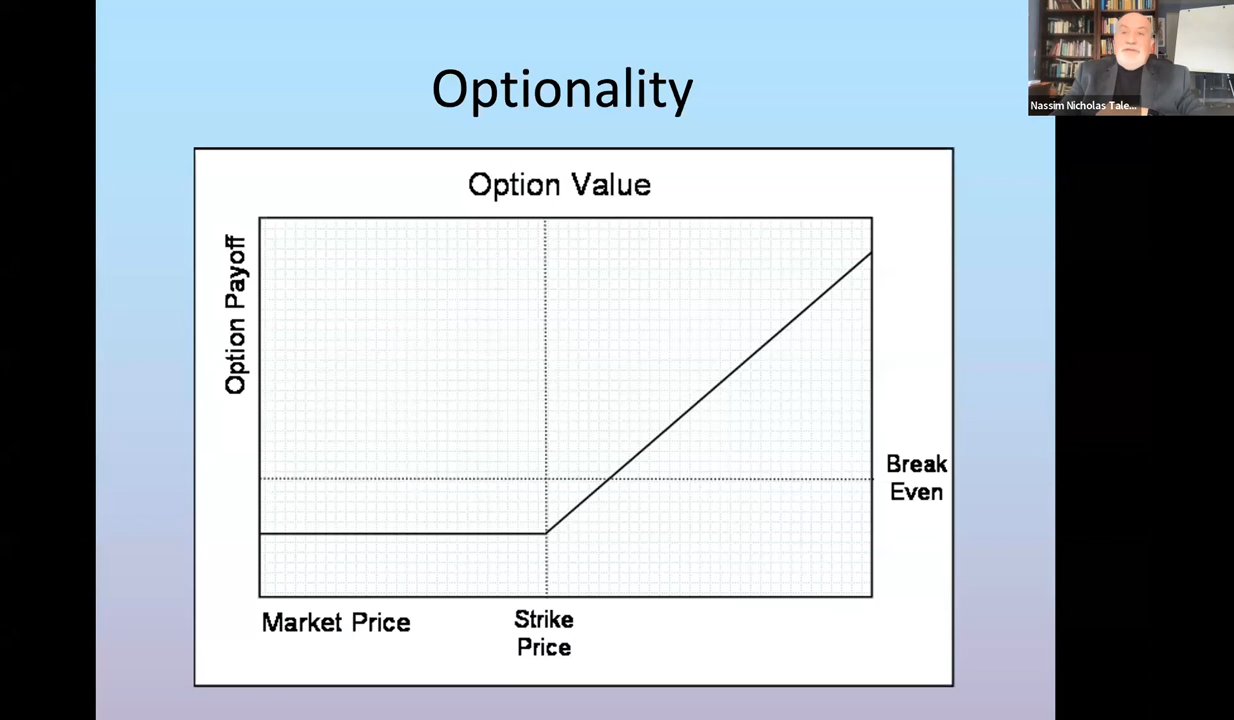 Optionality
Nassim Nicholas Tale...
Option Value
Option Payoff
Break
Even
Market Price
Strike
Price